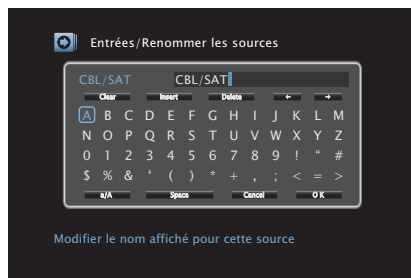 Entrées/Renommer les sources
CBL/SAT CBL/SAT
Clear Insert Delete ← →
A B C D E F G H I J K L M
N O P Q R S T U V W X Y Z
0 1 2 3 4 5 6 7 8 9 ! “ #
$ % & ‘ ( ) * + , ; < = >
a/A Space Cancel O K
Modifier le nom affiché pour cette source